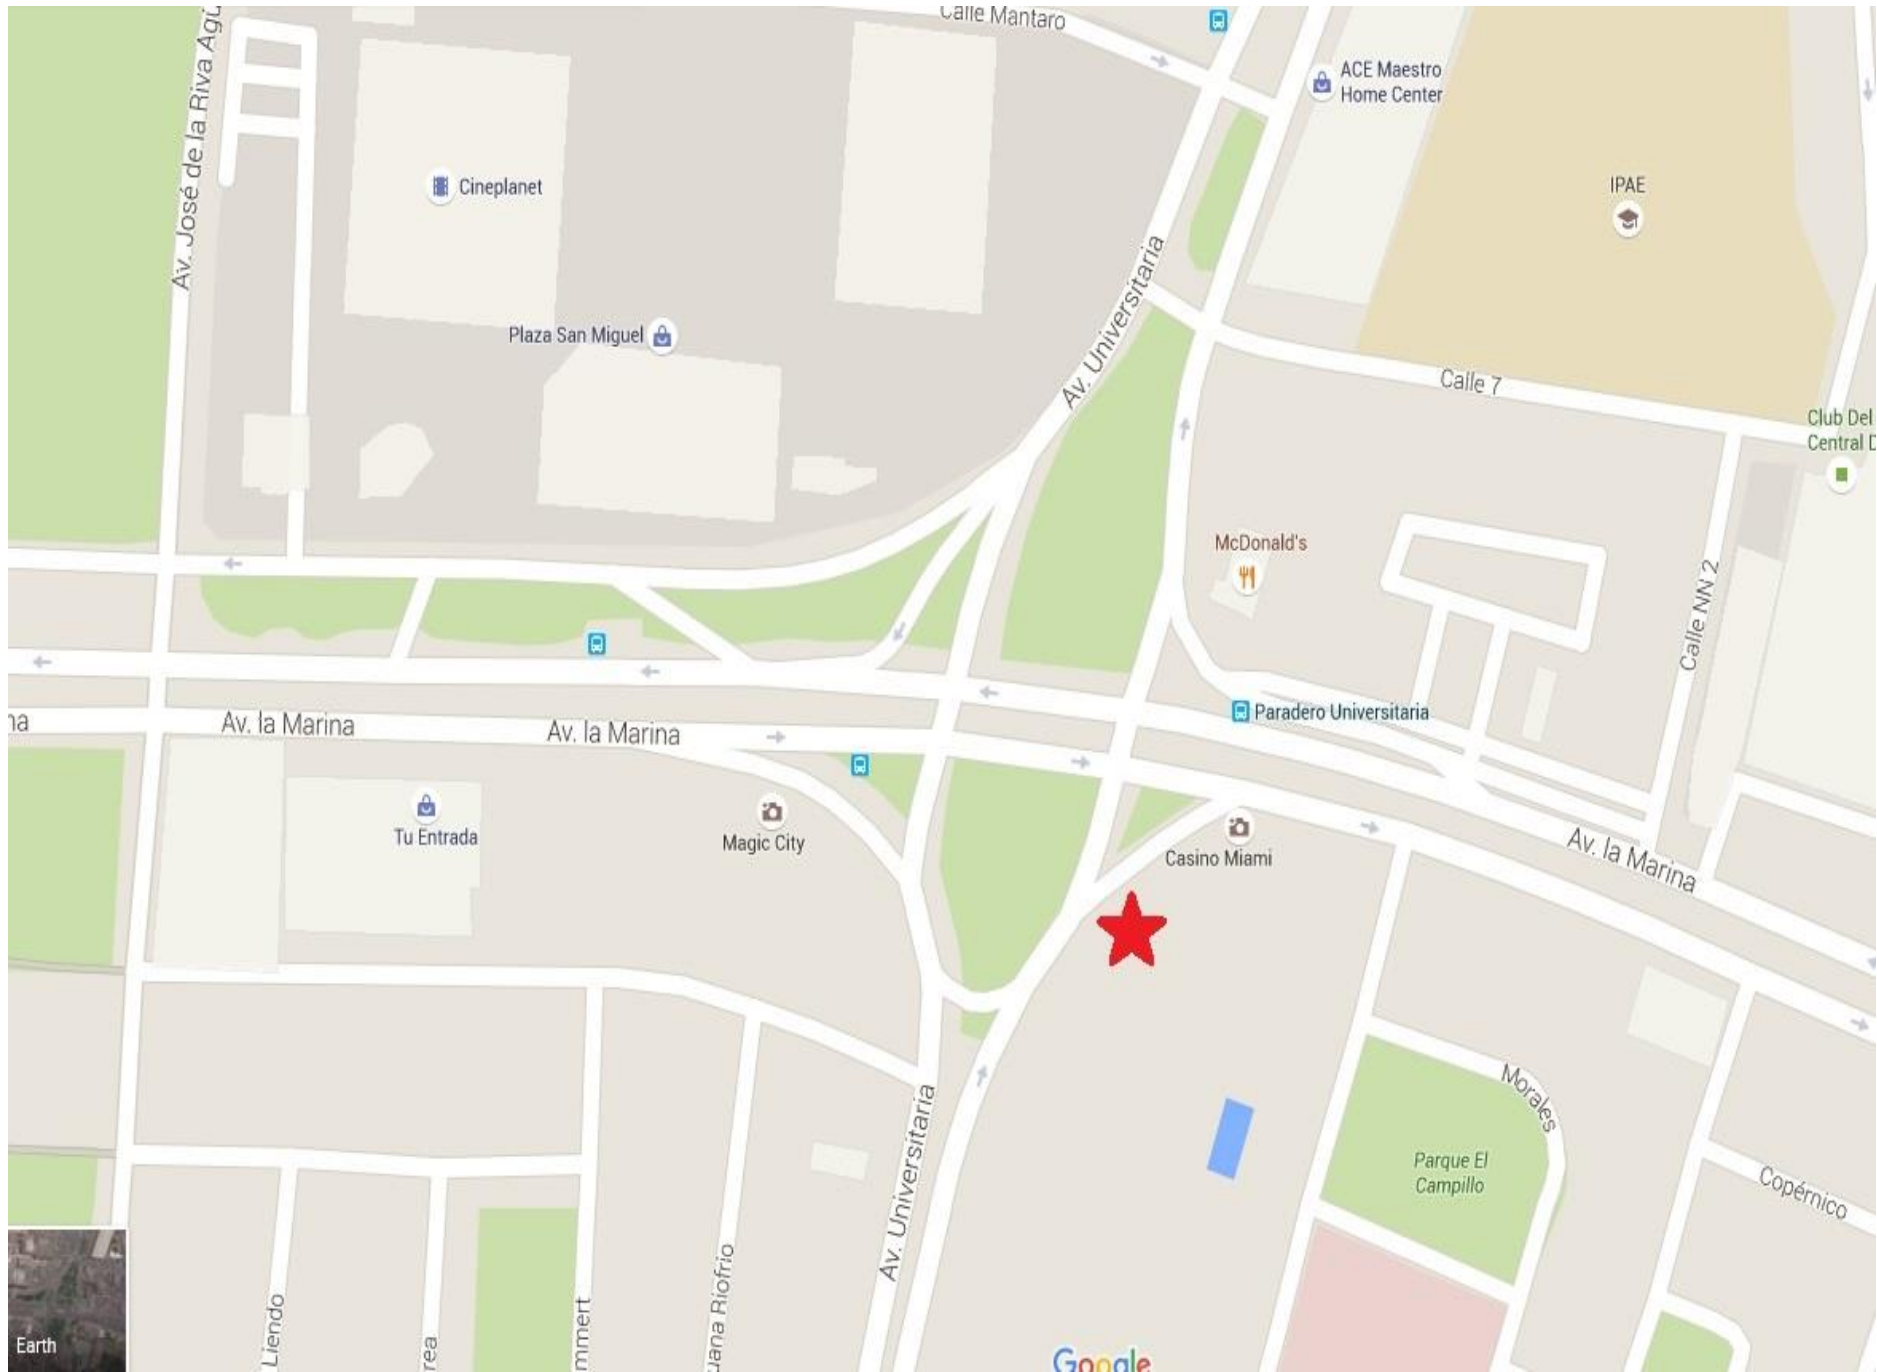 Calle Mantaro
ACE Maestro
Home Center
Av. José de la Riva Agü
Cineplanet
IPAE
Plaza San Miguel
Av. Universitaria
Calle 7
Club Del
Central D
McDonald's
Calle NN 2
Paradero Universitaria
na
Av. la Marina
Av. la Marina
Tu Entrada
Magic City
Casino Miami
Av. la Marina
Morales
Parque El
Campillo
Copérnico
Av. Universitaria
Liendo
rea
mmert
uana Riofrio
Earth
Google